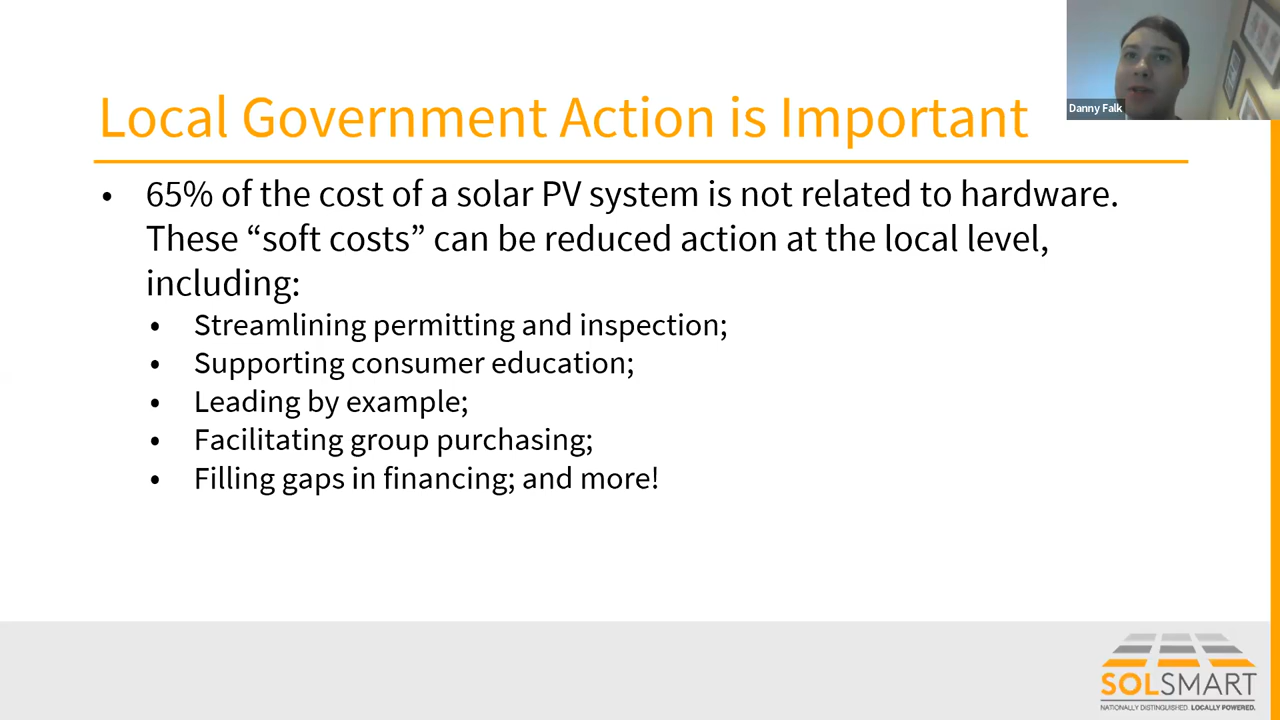 Danny Falk
Local Government Action is Important
• 65% of the cost of a solar PV system is not related to hardware.
These “soft costs” can be reduced action at the local level,
including:
• Streamlining permitting and inspection;
• Supporting consumer education;
• Leading by example;
• Facilitating group purchasing;
• Filling gaps in financing; and more!
SOLSMART
NATIONALLY DISTINGUISHED. LOCALLY POWERED.